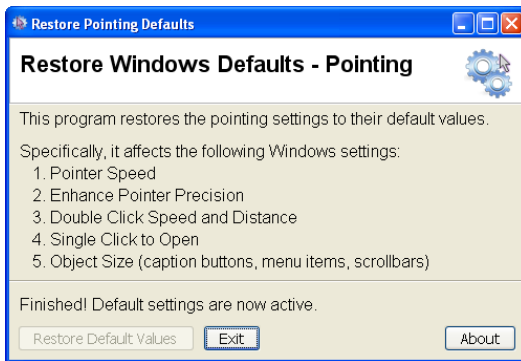 Restore Pointing Defaults
Restore Windows Defaults - Pointing
This program restores the pointing settings to their default values.
Specifically, it affects the following Windows settings:
1. Pointer Speed
2. Enhance Pointer Precision
3. Double Click Speed and Distance
4. Single Click to Open
5. Object Size (caption buttons, menu items, scrollbars)
Finished! Default settings are now active.
Restore Default Values Exit About